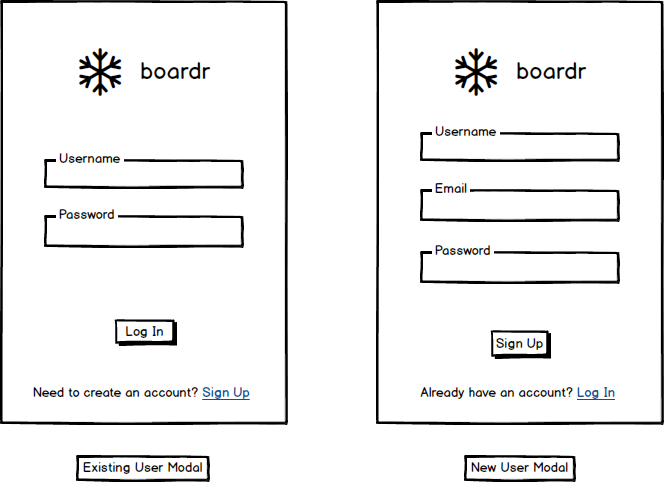 boardr
Username
Password
Log In
Need to create an account? Sign Up
Existing User Modal
boardr
Username
Email
Password
Sign Up
Already have an account? Log In
New User Modal